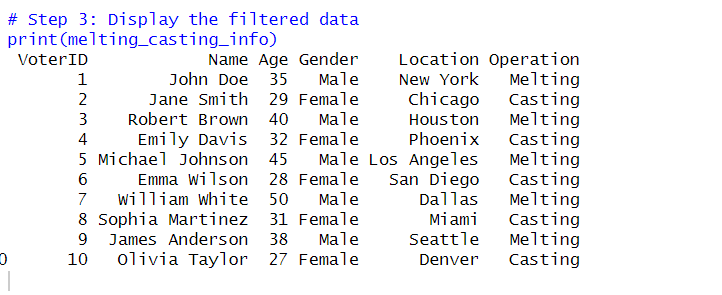 # Step 3: Display the filtered data
print(melting_casting_info)
VoterID Name Age Gender Location Operation
1 John Doe 35 Male New York Melting
2 Jane Smith 29 Female Chicago Casting
3 Robert Brown 40 Male Houston Melting
4 Emily Davis 32 Female Phoenix Casting
5 Michael Johnson 45 Male Los Angeles Melting
6 Emma Wilson 28 Female San Diego Casting
7 William White 50 Male Dallas Melting
8 Sophia Martinez 31 Female Miami Casting
9 James Anderson 38 Male Seattle Melting
0 10 Olivia Taylor 27 Female Denver Casting